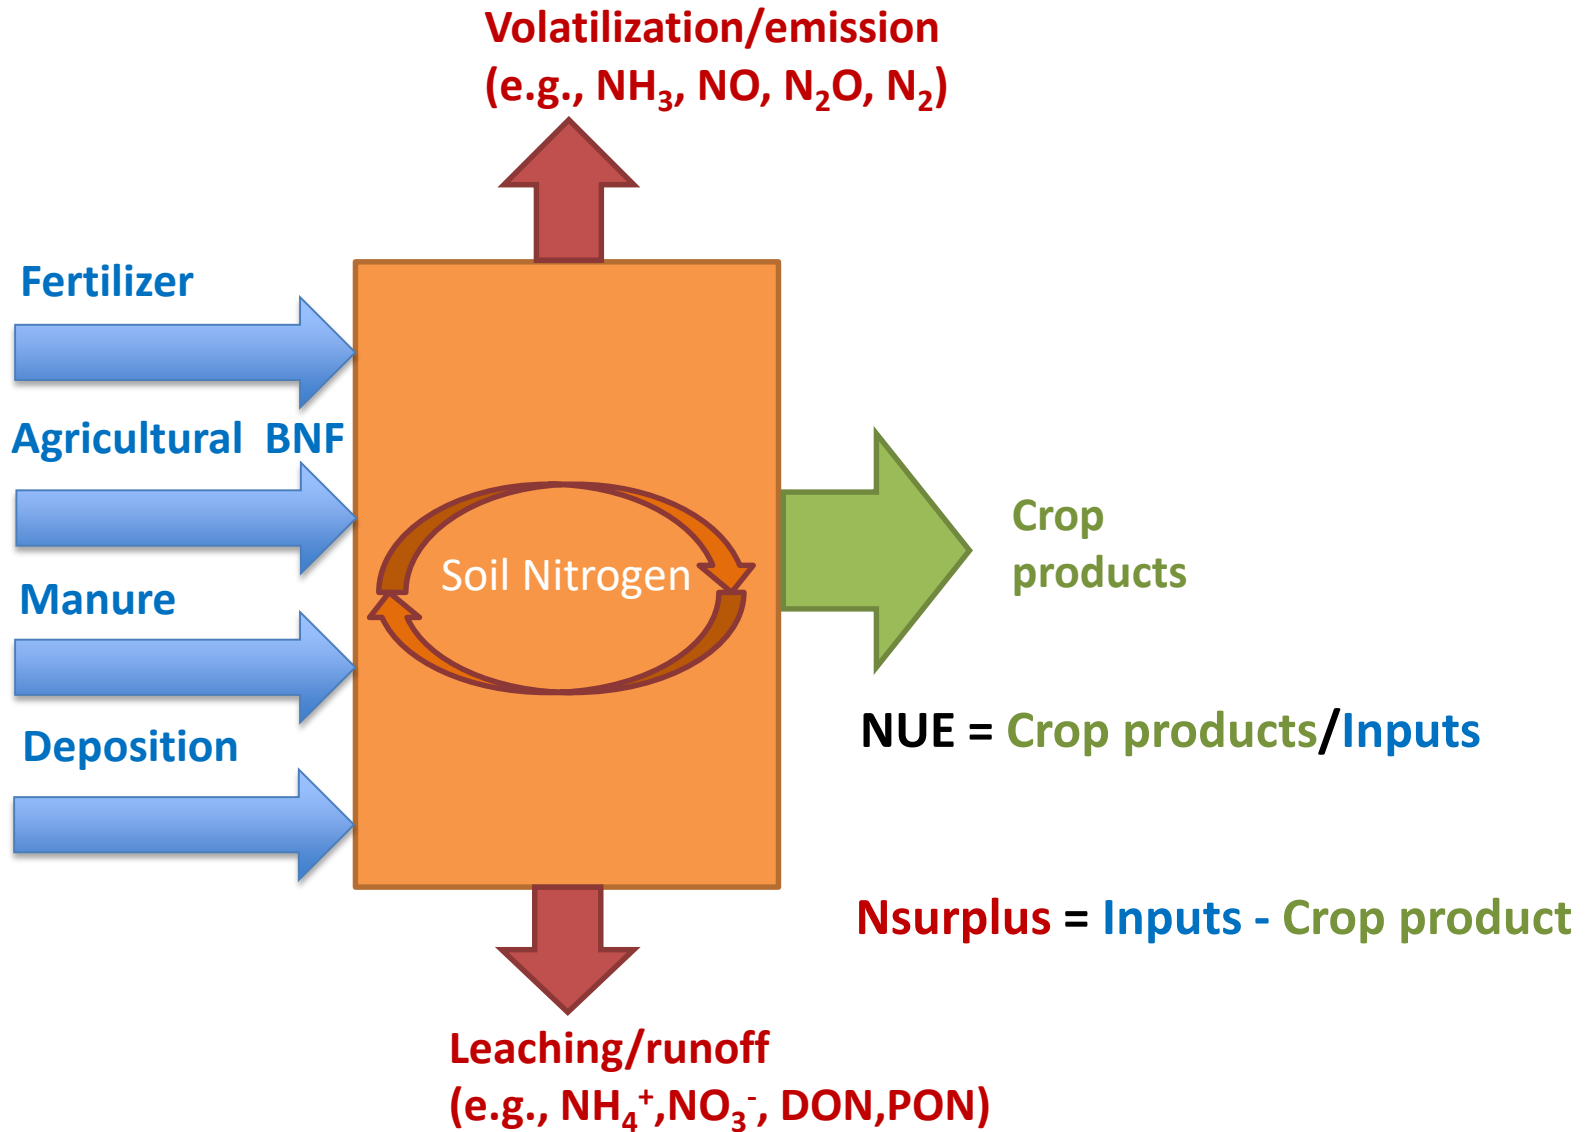 Volatilization/emission
(e.g., NH₃, NO, N₂O, N₂)
Fertilizer
Agricultural BNF
Manure
Deposition
Soil Nitrogen
Crop
products
NUE = Crop products/Inputs
Nsurplus = Inputs - Crop product
Leaching/runoff
(e.g., NH₄⁺,NO₃⁻, DON,PON)